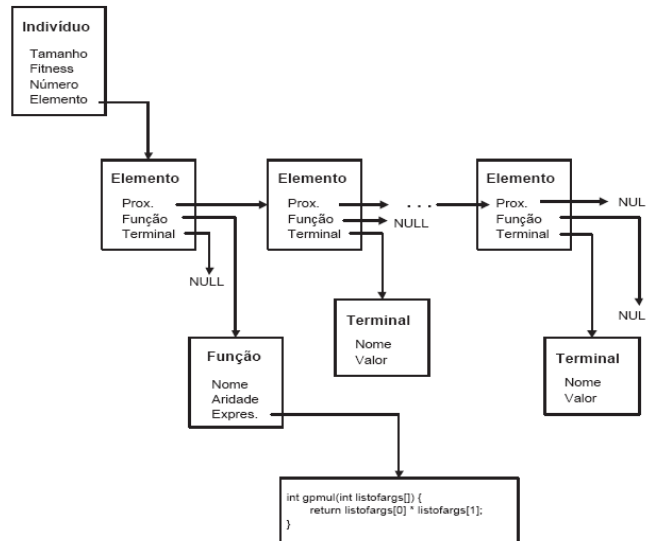 Indivíduo
Tamanho
Fitness
Número
Elemento
Elemento
Prox.
Função
Terminal
NULL
Elemento
Prox.
Função
Terminal
. . .
NULL
Elemento
Prox.
Função
Terminal
NUL
NUL
Terminal
Nome
Valor
Terminal
Nome
Valor
Função
Nome
Aridade
Expres.
int gpmul(int listofargs[]) {
return listofargs[0] * listofargs[1];
}